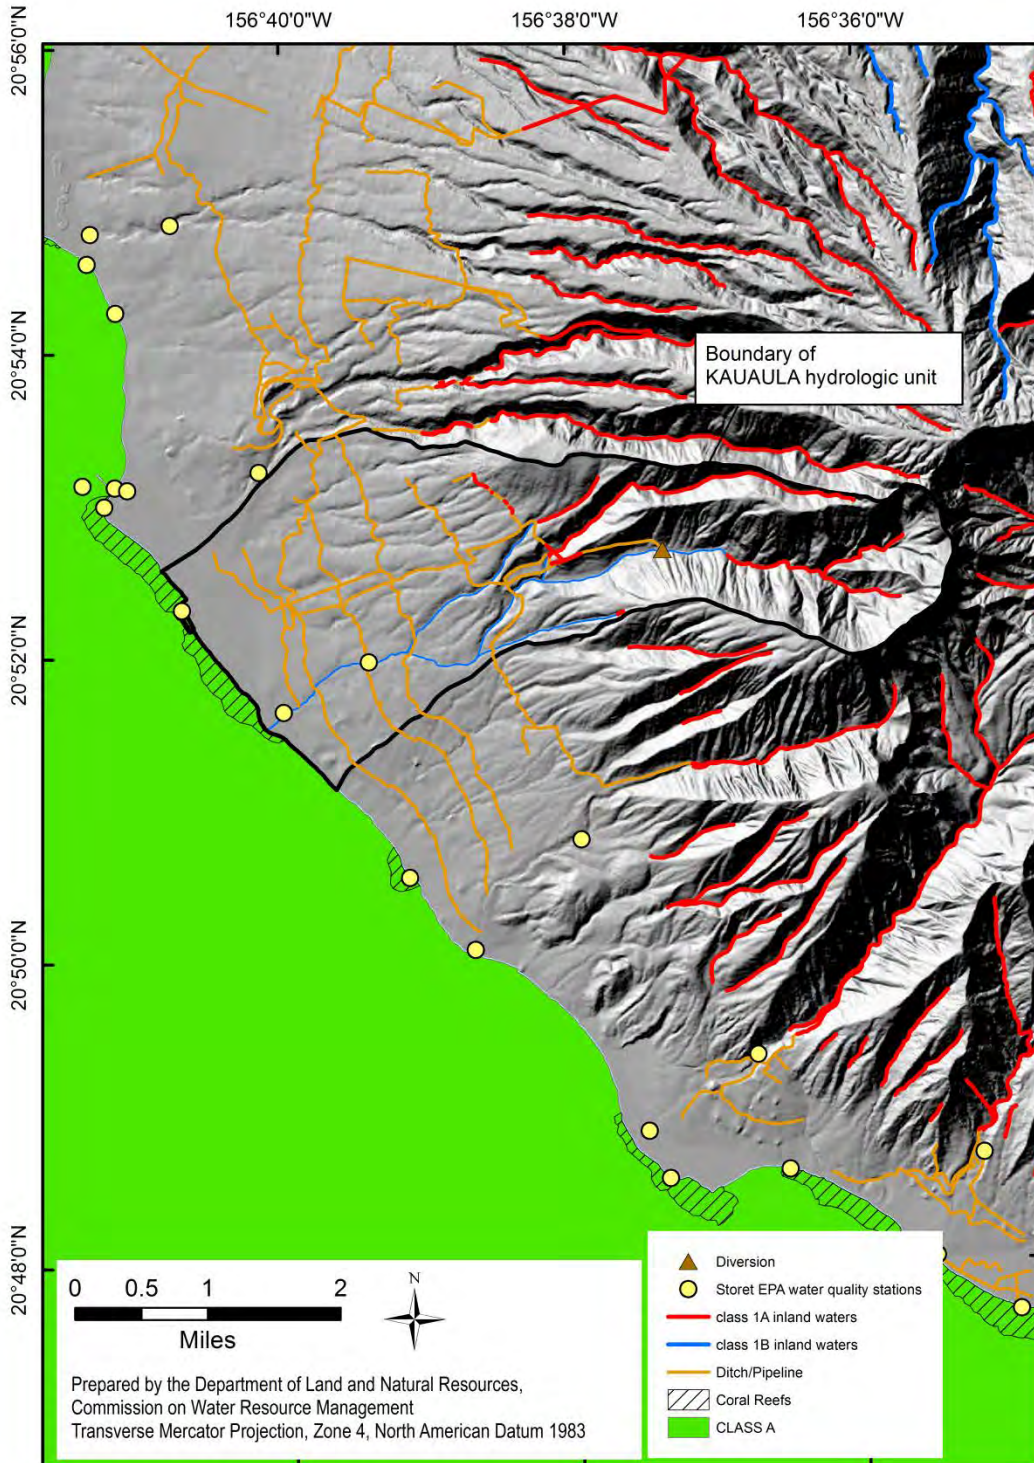 156°40'0"W
156°38'0"W
156°36'0"W
20°56'0"N
20°54'0"N
20°52'0"N
20°50'0"N
20°48'0"N
Boundary of
KAUAULA hydrologic unit
0 0.5 1 2
Miles
N
Prepared by the Department of Land and Natural Resources,
Commission on Water Resource Management
Transverse Mercator Projection, Zone 4, North American Datum 1983
Diversion
Storet EPA water quality stations
class 1A inland waters
class 1B inland waters
Ditch/Pipeline
Coral Reefs
CLASS A